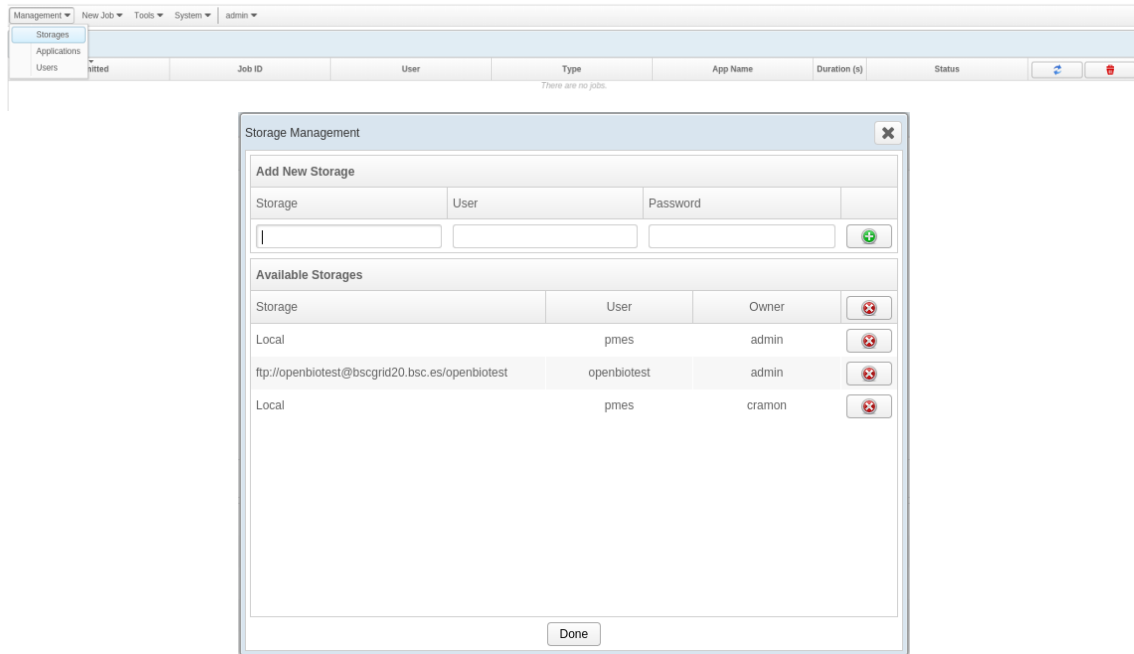 Management New Job Tools System admin
Storages
Applications
Users
mitted Job ID User Type App Name Duration (s) Status
There are no jobs.
Storage Management
Add New Storage
Storage User Password
Available Storages
Storage User Owner
Local pmes admin
ftp://openbiotest@bscgrid20.bsc.es/openbiotest openbiotest admin
Local pmes cramon
Done